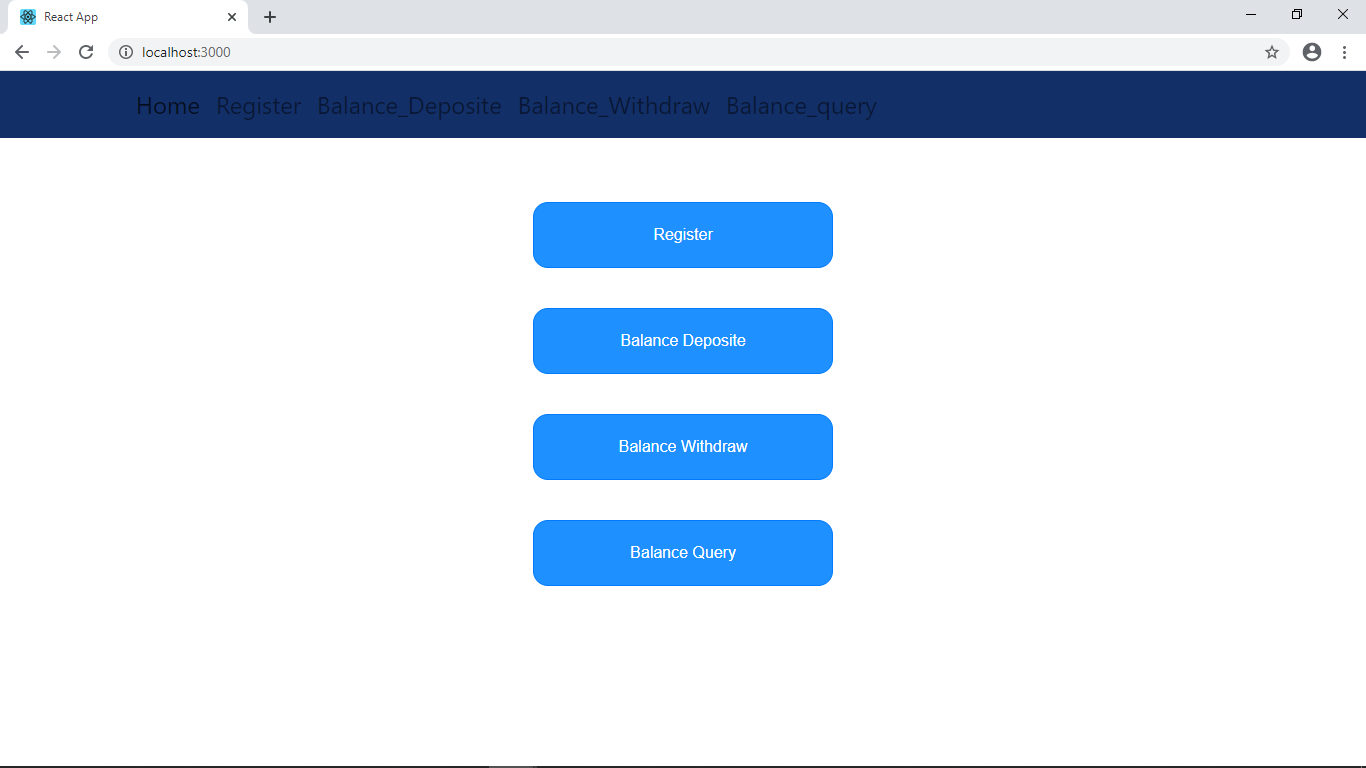 React App
localhost:3000
Home Register Balance_Deposite Balance_Withdraw Balance_query
Register
Balance Deposite
Balance Withdraw
Balance Query